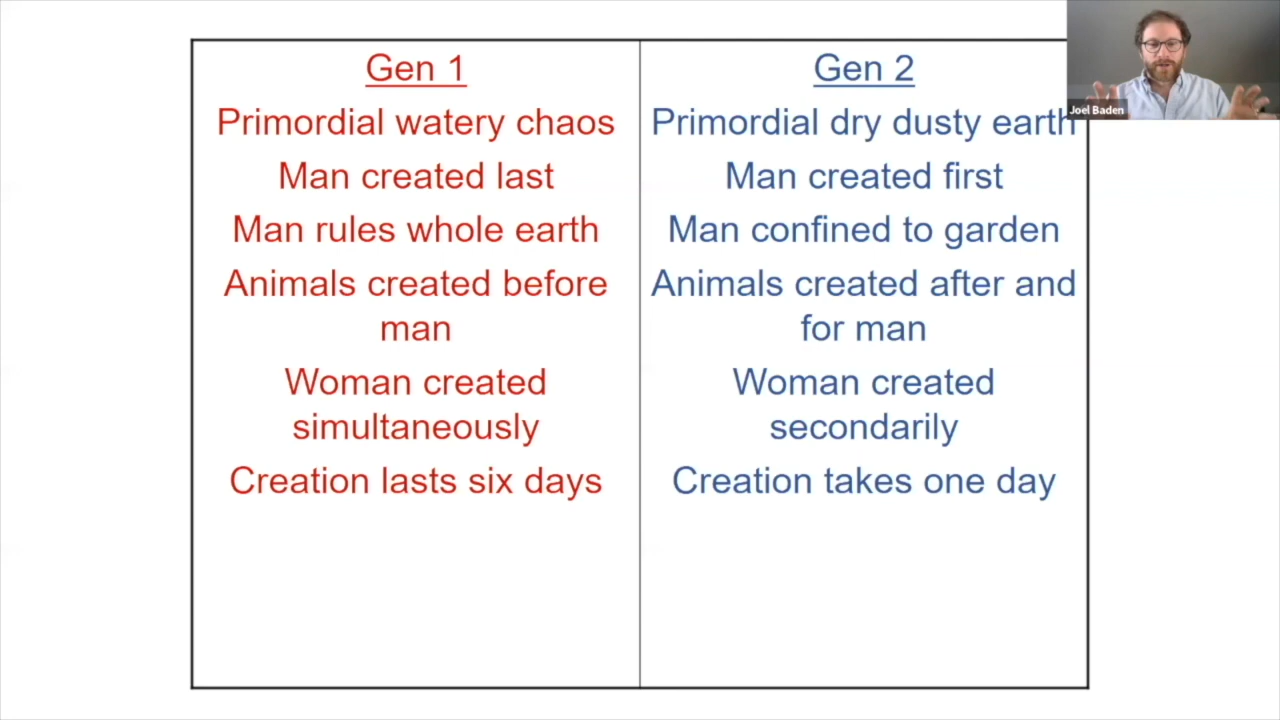 Gen 1
Primordial watery chaos
Man created last
Man rules whole earth
Animals created before
man
Woman created
simultaneously
Creation lasts six days
Gen 2
Primordial dry dusty earth
Man created first
Man confined to garden
Animals created after and
for man
Woman created
secondarily
Creation takes one day
Joel Baden